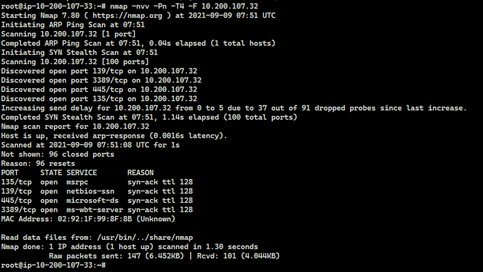 root@ip-10-200-107-33:~# nmap -nvv -Pn -T4 -F 10.200.107.32
Starting Nmap 7.80 ( https://nmap.org ) at 2021-09-09 07:51 UTC
Initiating ARP Ping Scan at 07:51
Scanning 10.200.107.32 [1 port]
Completed ARP Ping Scan at 07:51, 0.04s elapsed (1 total hosts)
Initiating SYN Stealth Scan at 07:51
Scanning 10.200.107.32 [100 ports]
Discovered open port 139/tcp on 10.200.107.32
Discovered open port 3389/tcp on 10.200.107.32
Discovered open port 445/tcp on 10.200.107.32
Discovered open port 135/tcp on 10.200.107.32
Increasing send delay for 10.200.107.32 from 0 to 5 due to 37 out of 91 dropped probes since last increase.
Completed SYN Stealth Scan at 07:51, 1.14s elapsed (100 total ports)
Nmap scan report for 10.200.107.32
Host is up, received arp-response (0.0016s latency).
Scanned at 2021-09-09 07:51:08 UTC for 1s
Not shown: 96 closed ports
Reason: 96 resets
PORT STATE SERVICE REASON
135/tcp open msrpc syn-ack ttl 128
139/tcp open netbios-ssn syn-ack ttl 128
445/tcp open microsoft-ds syn-ack ttl 128
3389/tcp open ms-wbt-server syn-ack ttl 128
MAC Address: 02:92:1F:99:8F:8B (Unknown)
Read data files from: /usr/bin/../share/nmap
Nmap done: 1 IP address (1 host up) scanned in 1.30 seconds
Raw packets sent: 147 (6.452KB) | Rcvd: 101 (4.044KB)
root@ip-10-200-107-33:~#